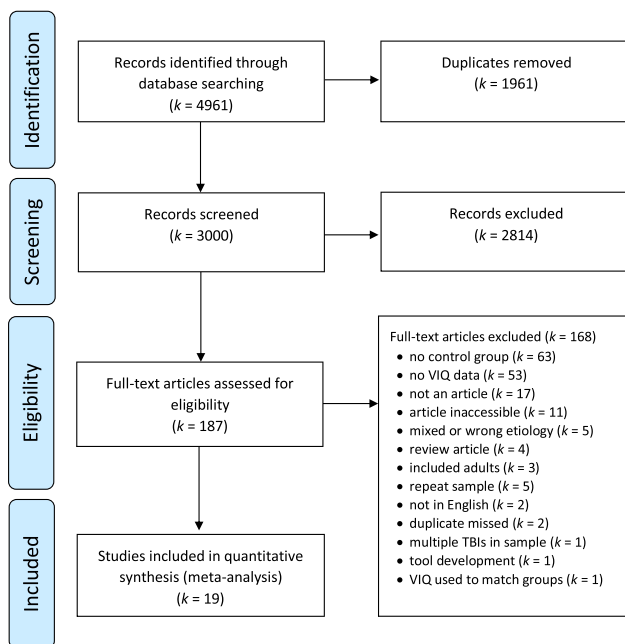 Identification
Records identified through
database searching
(k = 4961)
Duplicates removed
(k = 1961)
Screening
Records screened
(k = 3000)
Records excluded
(k = 2814)
Eligibility
Full-text articles assessed for
eligibility
(k = 187)
Full-text articles excluded (k = 168)
• no control group (k = 63)
• no VIQ data (k = 53)
• not an article (k = 17)
• article inaccessible (k = 11)
• mixed or wrong etiology (k = 5)
• review article (k = 4)
• included adults (k = 3)
• repeat sample (k = 5)
• not in English (k = 2)
• duplicate missed (k = 2)
• multiple TBIs in sample (k = 1)
• tool development (k = 1)
• VIQ used to match groups (k = 1)
Included
Studies included in quantitative
synthesis (meta-analysis)
(k = 19)